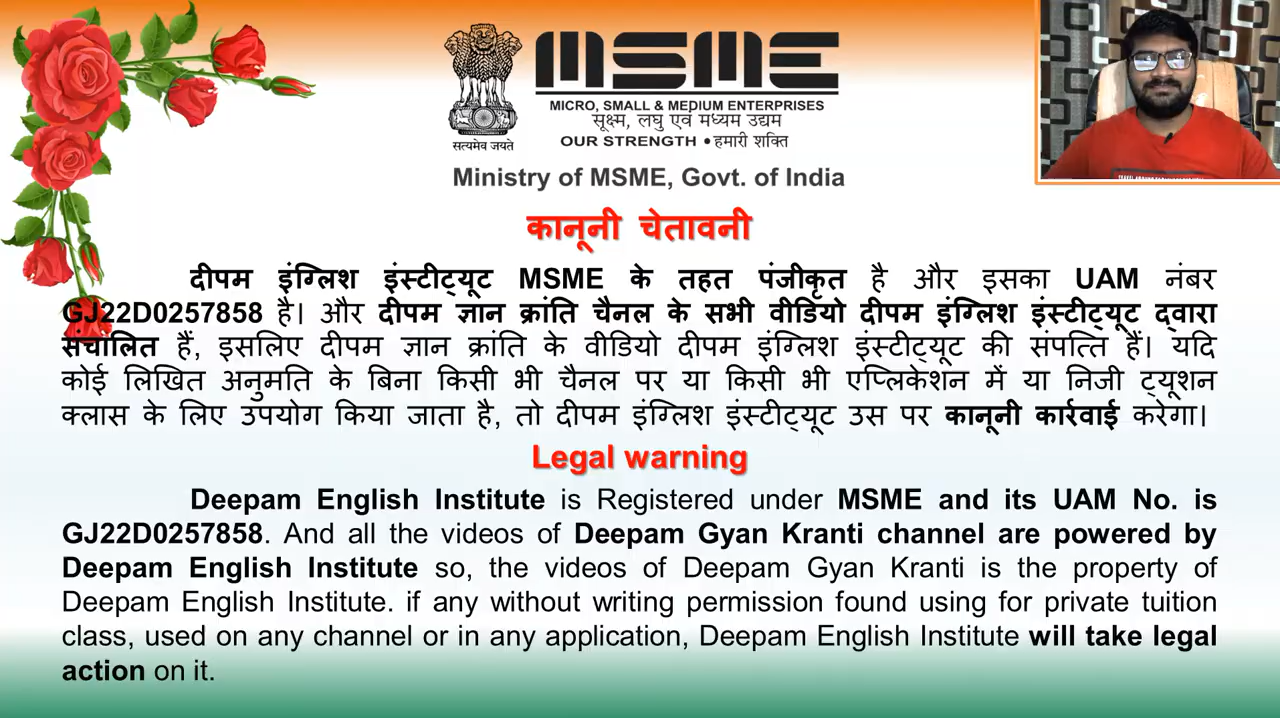 MSME
MICRO, SMALL & MEDIUM ENTERPRISES
सूक्ष्म, लघु एवं मध्यम उद्यम
OUR STRENGTH • हमारी शक्ति
सत्यमेव जयते
Ministry of MSME, Govt. of India
कानूनी चेतावनी
दीपम इंग्लिश इंस्टीट्यूट MSME के तहत पंजीकृत है और इसका UAM नंबर
GJ22D0257858 है। और दीपम ज्ञान क्रांति चैनल के सभी वीडियो दीपम इंग्लिश इंस्टीट्यूट द्वारा
संचालित हैं, इसलिए दीपम ज्ञान क्रांति के वीडियो दीपम इंग्लिश इंस्टीट्यूट की संपत्ति हैं। यदि
कोई लिखित अनुमति के बिना किसी भी चैनल पर या किसी भी एप्लिकेशन में या निजी ट्यूशन
क्लास के लिए उपयोग किया जाता है, तो दीपम इंग्लिश इंस्टीट्यूट उस पर कानूनी कार्रवाई करेगा।
Legal warning
Deepam English Institute is Registered under MSME and its UAM No. is
GJ22D0257858. And all the videos of Deepam Gyan Kranti channel are powered by
Deepam English Institute so, the videos of Deepam Gyan Kranti is the property of
Deepam English Institute. if any without writing permission found using for private tuition
class, used on any channel or in any application, Deepam English Institute will take legal
action on it.